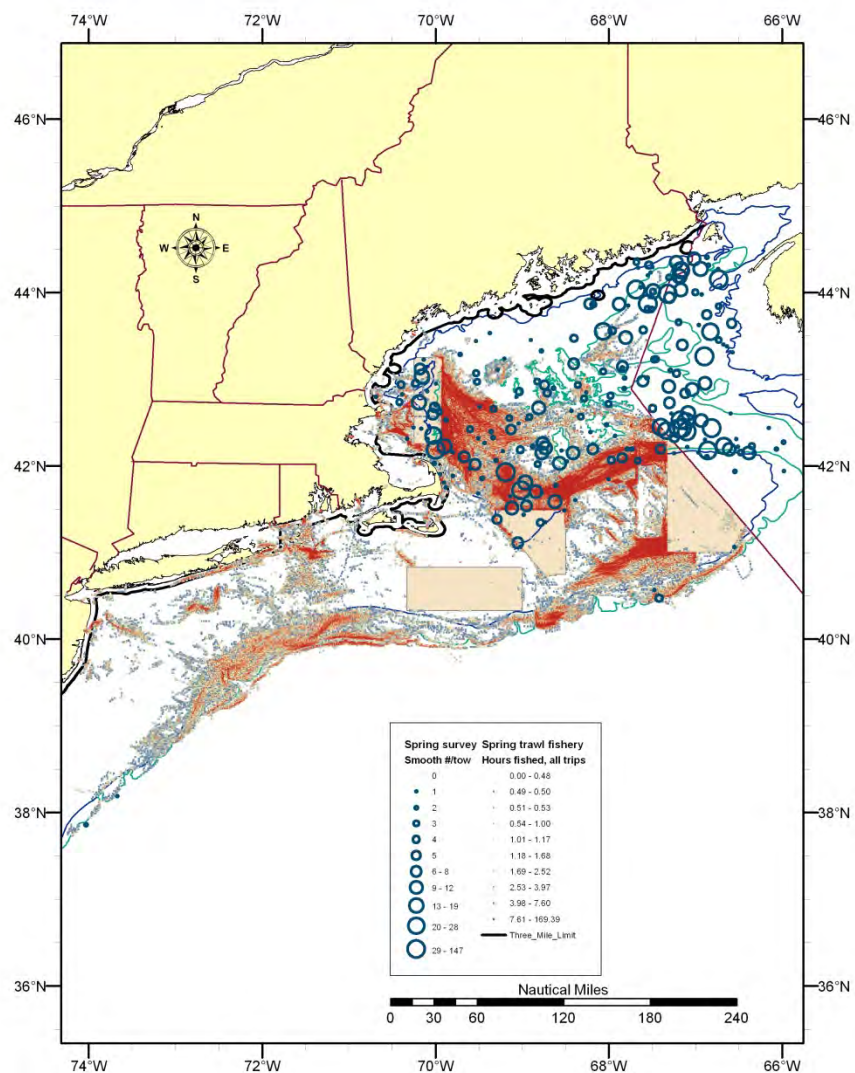 74°W 72°W 70°W 68°W 66°W
46°N 46°N
N
W E
S
44°N 44°N
42°N 42°N
40°N 40°N
Spring survey Spring trawl fishery
Smooth #/tow Hours fished, all trips
0 0.00 - 0.48
1 0.49 - 0.50
2 0.51 - 0.53
3 0.54 - 1.00
4 1.01 - 1.17
5 1.18 - 1.68
6 - 8 1.69 - 2.52
9 - 12 2.53 - 3.97
13 - 19 3.98 - 7.60
20 - 28 7.61 - 169.39
29 - 147 Three_Mile_Limit
38°N 38°N
36°N 36°N
Nautical Miles
0 30 60 120 180 240
74°W 72°W 70°W 68°W 66°W